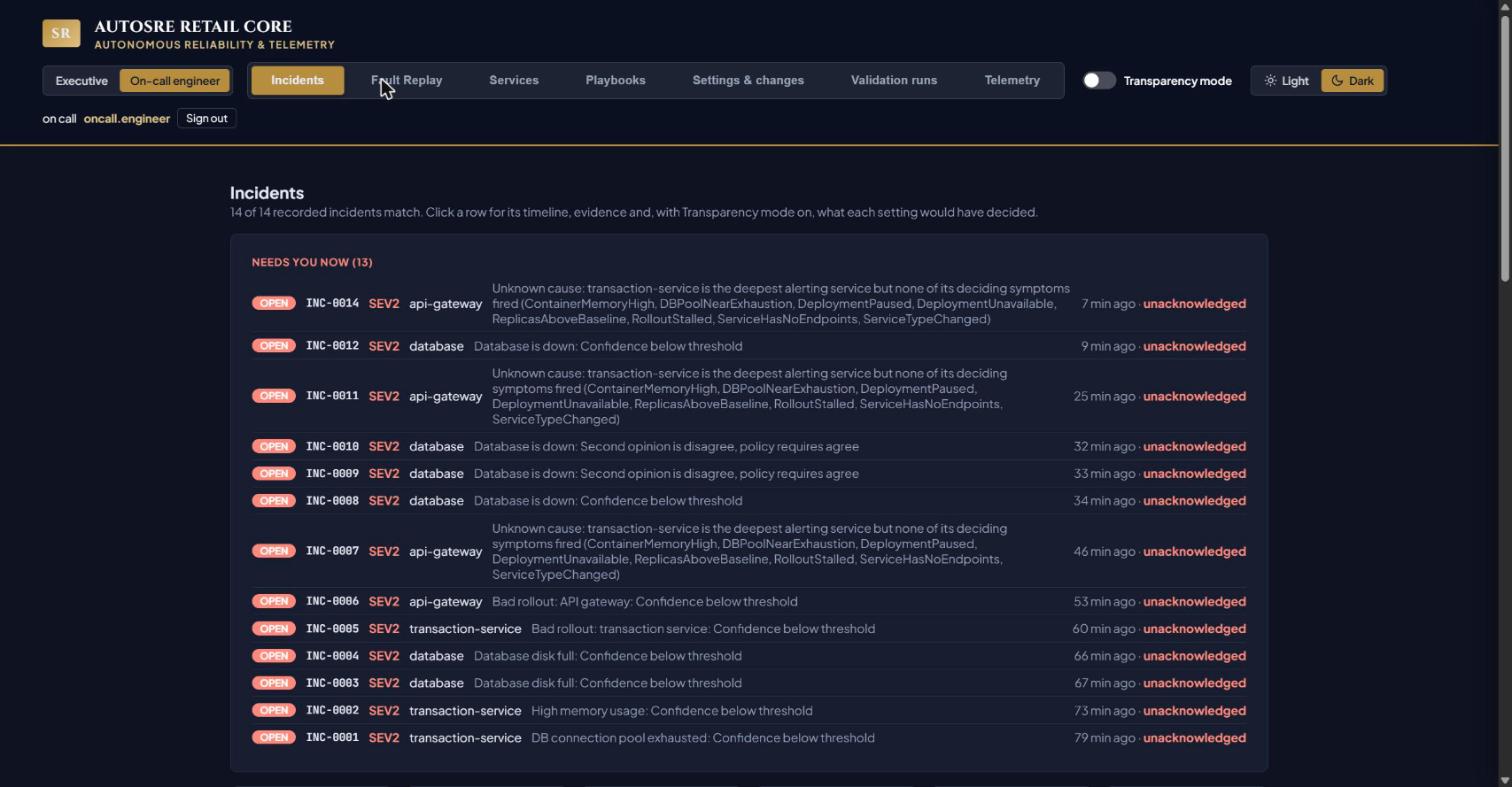 SR
AUTOSRE RETAIL CORE
AUTONOMOUS RELIABILITY & TELEMETRY
Executive On-call engineer Incidents Fault Replay Services Playbooks Settings & changes Validation runs Telemetry Transparency mode Light Dark
on call oncall.engineer Sign out
Incidents
14 of 14 recorded incidents match. Click a row for its timeline, evidence and, with Transparency mode on, what each setting would have decided.
NEEDS YOU NOW (13)
OPEN INC-0014 SEV2 api-gateway Unknown cause: transaction-service is the deepest alerting service but none of its deciding symptoms
fired (ContainerMemoryHigh, DBPoolNearExhaustion, DeploymentPaused, DeploymentUnavailable, 7 min ago · unacknowledged
ReplicasAboveBaseline, RolloutStalled, ServiceHasNoEndpoints, ServiceTypeChanged)
OPEN INC-0012 SEV2 database Database is down: Confidence below threshold 9 min ago · unacknowledged
OPEN INC-0011 SEV2 api-gateway Unknown cause: transaction-service is the deepest alerting service but none of its deciding
symptoms fired (ContainerMemoryHigh, DBPoolNearExhaustion, DeploymentPaused,
DeploymentUnavailable, ReplicasAboveBaseline, RolloutStalled, ServiceHasNoEndpoints, 25 min ago · unacknowledged
ServiceTypeChanged)
OPEN INC-0010 SEV2 database Database is down: Second opinion is disagree, policy requires agree 32 min ago · unacknowledged
OPEN INC-0009 SEV2 database Database is down: Second opinion is disagree, policy requires agree 33 min ago · unacknowledged
OPEN INC-0008 SEV2 database Database is down: Confidence below threshold 34 min ago · unacknowledged
OPEN INC-0007 SEV2 api-gateway Unknown cause: transaction-service is the deepest alerting service but none of its deciding
symptoms fired (ContainerMemoryHigh, DBPoolNearExhaustion, DeploymentPaused,
DeploymentUnavailable, ReplicasAboveBaseline, RolloutStalled, ServiceHasNoEndpoints, 46 min ago · unacknowledged
ServiceTypeChanged)
OPEN INC-0006 SEV2 api-gateway Bad rollout: API gateway: Confidence below threshold 53 min ago · unacknowledged
OPEN INC-0005 SEV2 transaction-service Bad rollout: transaction service: Confidence below threshold 60 min ago · unacknowledged
OPEN INC-0004 SEV2 database Database disk full: Confidence below threshold 66 min ago · unacknowledged
OPEN INC-0003 SEV2 database Database disk full: Confidence below threshold 67 min ago · unacknowledged
OPEN INC-0002 SEV2 transaction-service High memory usage: Confidence below threshold 73 min ago · unacknowledged
OPEN INC-0001 SEV2 transaction-service DB connection pool exhausted: Confidence below threshold 79 min ago · unacknowledged